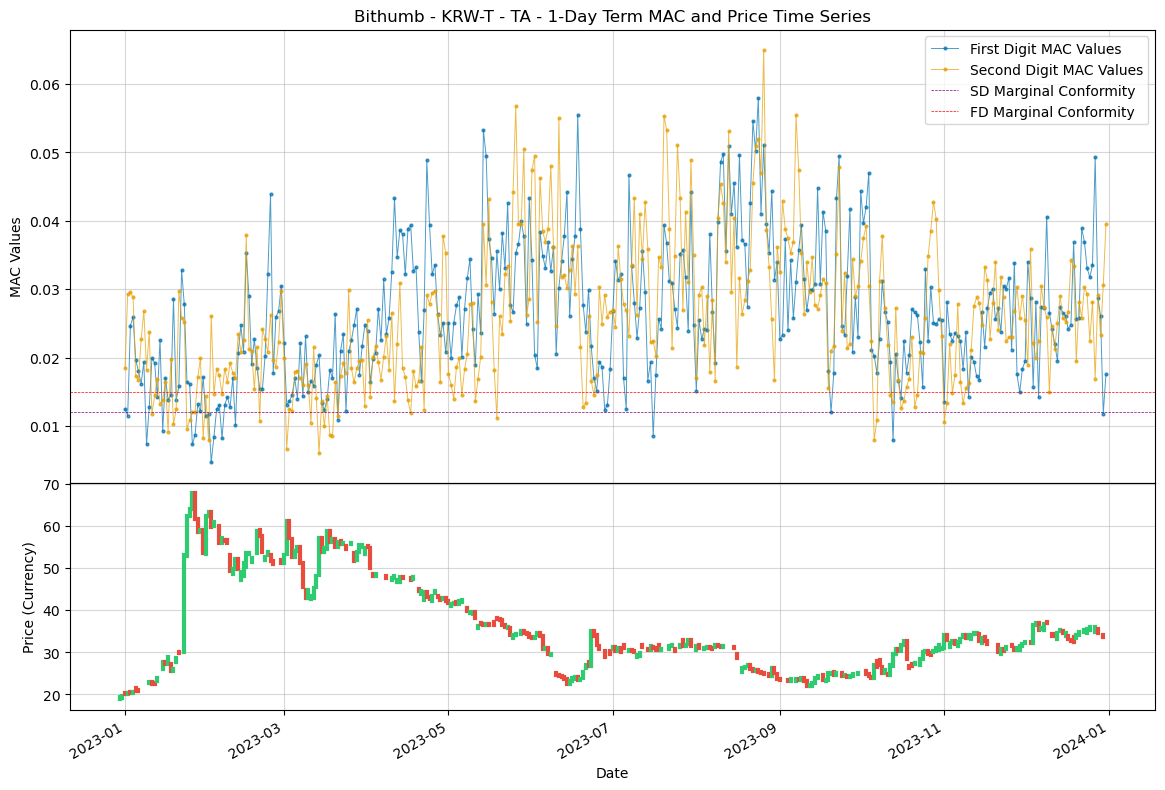 Bithumb - KRW-T - TA - 1-Day Term MAC and Price Time Series
First Digit MAC Values
Second Digit MAC Values
SD Marginal Conformity
FD Marginal Conformity
MAC Values
0.06
0.05
0.04
0.03
0.02
0.01
Price (Currency)
70
60
50
40
30
20
2023-01
2023-03
2023-05
2023-07
2023-09
2023-11
2024-01
Date